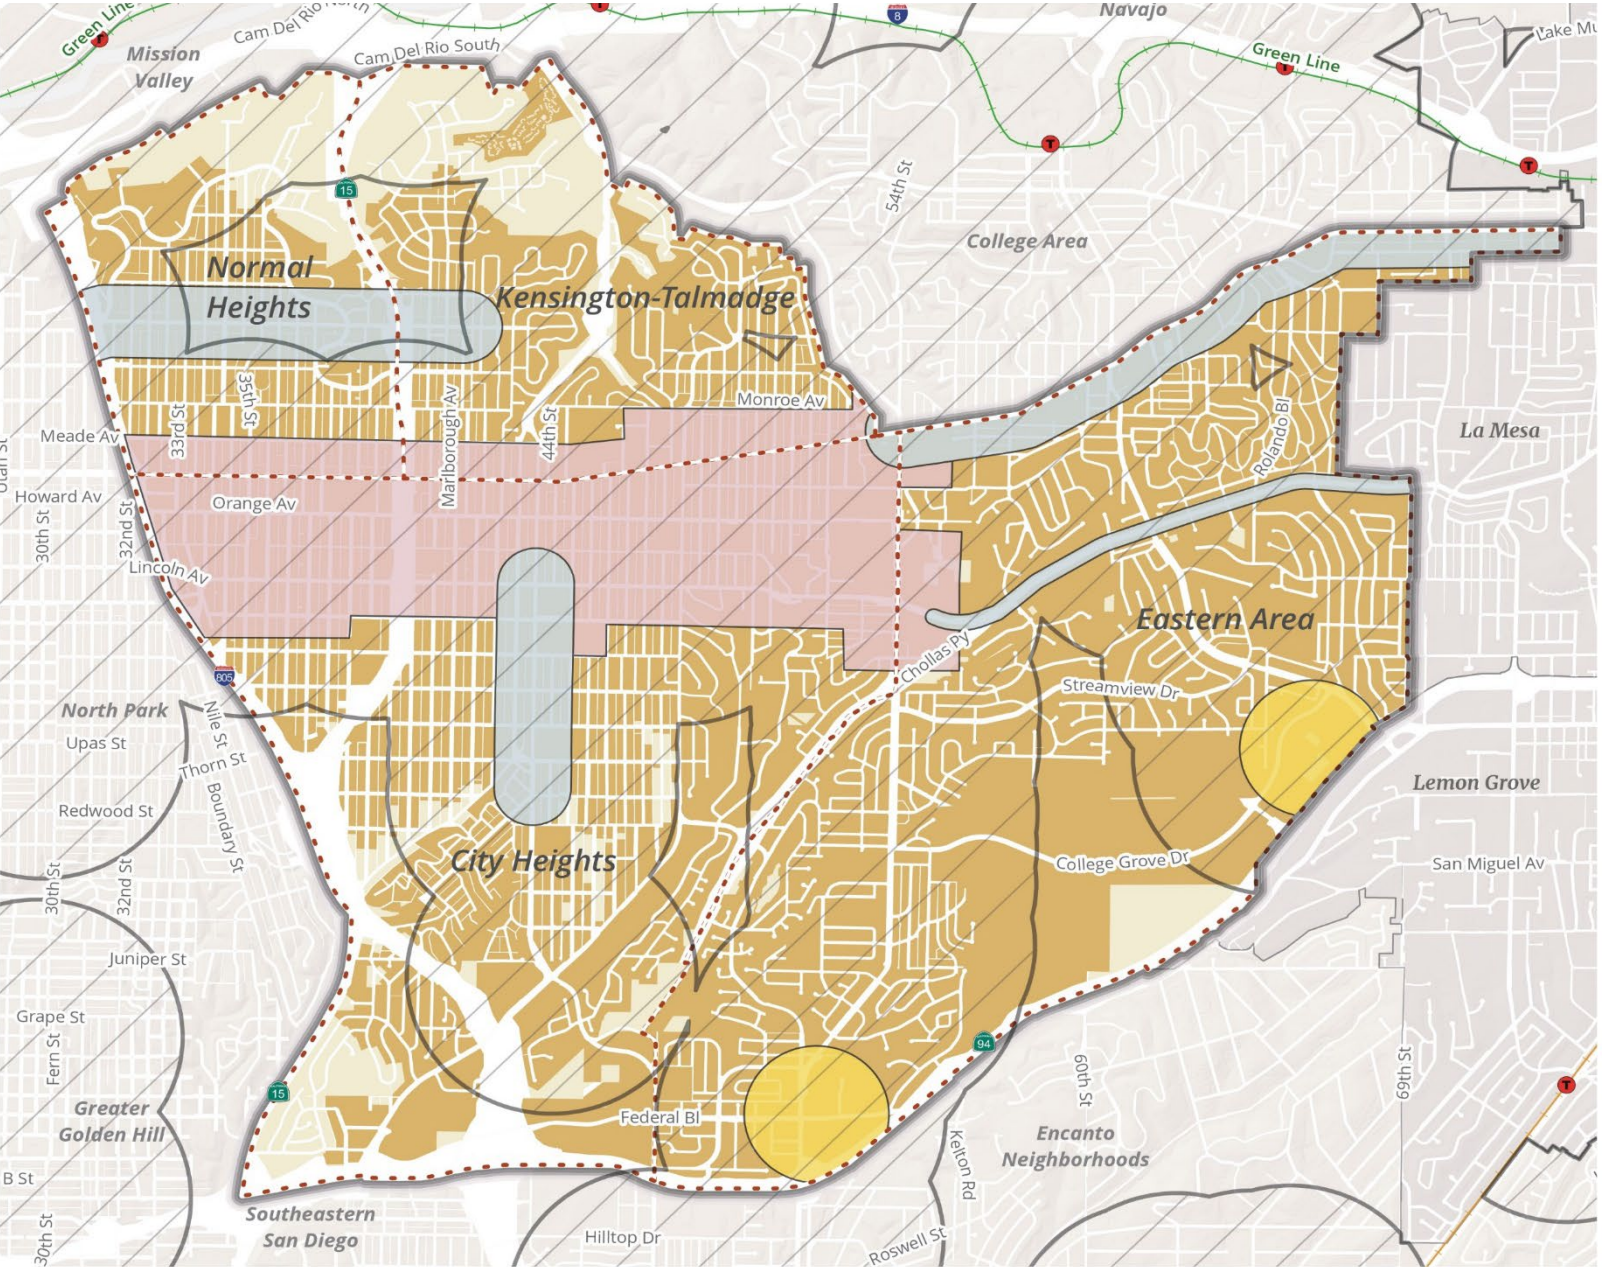 Green Line
Cam Del Rio North
8
Navajo
Mission
Valley
Cam Del Rio South
Green Line
T
T
T
T
T
15
54th St
College Area
Normal
Heights
Kensington-Talmadge
33rd St
35th St
Marlborough Av
44th St
Monroe Av
Meade Av
Rolando Bl
La Mesa
Howard Av
Orange Av
30th St
32nd St
Lincoln Av
Eastern Area
Chollas Py
805
Streamview Dr
North Park
Nile St
Upas St
Thorn St
Lemon Grove
Redwood St
Boundary St
City Heights
College Grove Dr
San Miguel Av
30th St
32nd St
Juniper St
Grape St
Fern St
94
60th St
69th St
T
15
Greater
Golden Hill
Federal Bl
Encanto
Neighborhoods
Kelton Rd
B St
Southeastern
San Diego
30th St
Hilltop Dr
Roswell St